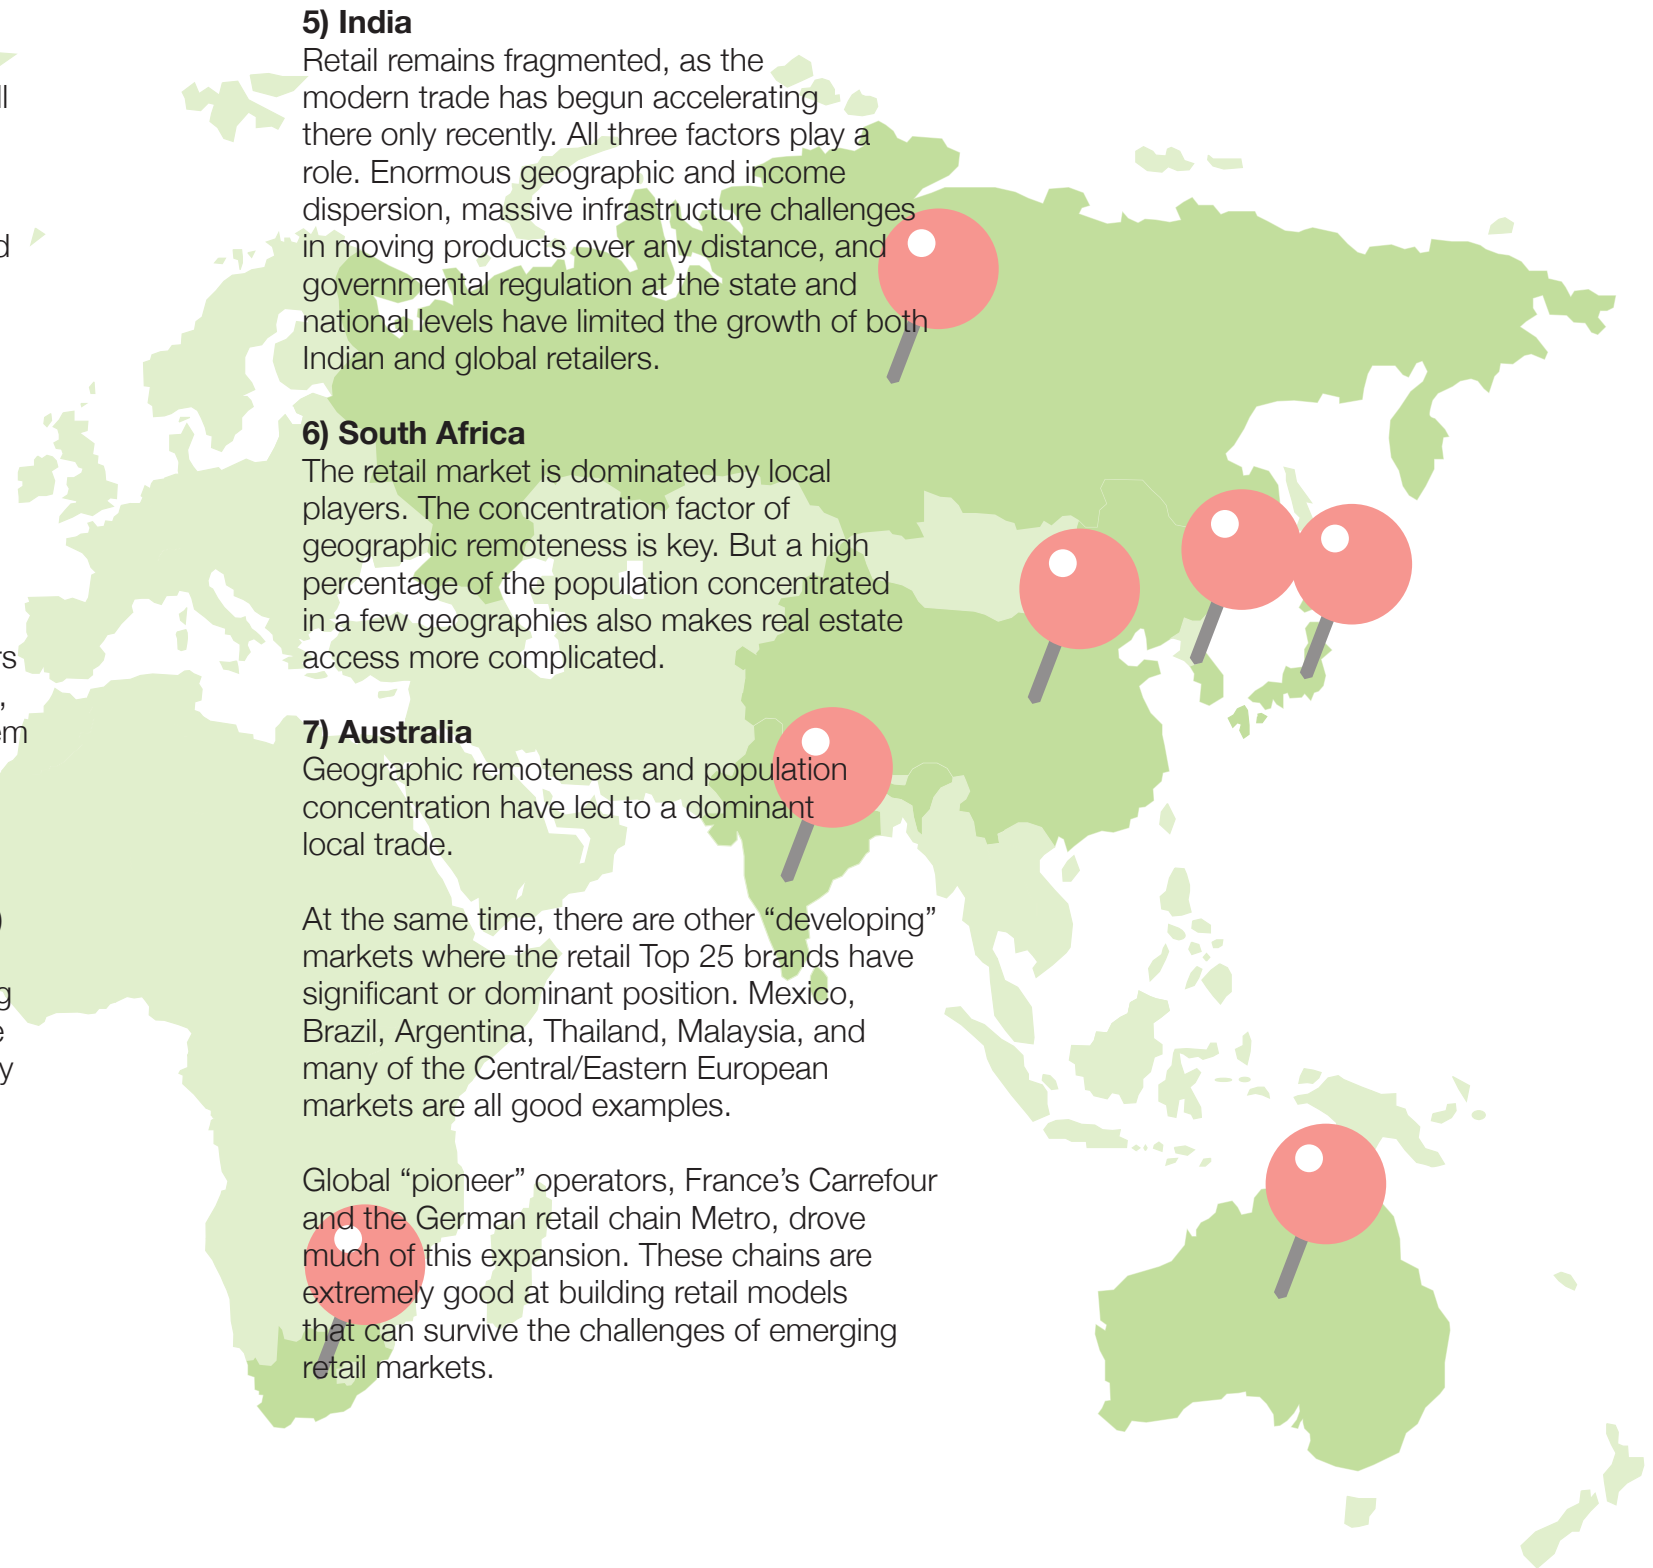 5) India
Retail remains fragmented, as the
modern trade has begun accelerating
there only recently. All three factors play a
role. Enormous geographic and income
dispersion, massive infrastructure challenges
in moving products over any distance, and
governmental regulation at the state and
national levels have limited the growth of both
Indian and global retailers.
6) South Africa
The retail market is dominated by local
players. The concentration factor of
geographic remoteness is key. But a high
percentage of the population concentrated
in a few geographies also makes real estate
access more complicated.
7) Australia
Geographic remoteness and population
concentration have led to a dominant
local trade.
At the same time, there are other “developing”
markets where the retail Top 25 brands have
significant or dominant position. Mexico,
Brazil, Argentina, Thailand, Malaysia, and
many of the Central/Eastern European
markets are all good examples.
Global “pioneer” operators, France’s Carrefour
and the German retail chain Metro, drove
much of this expansion. These chains are
extremely good at building retail models
that can survive the challenges of emerging
retail markets.